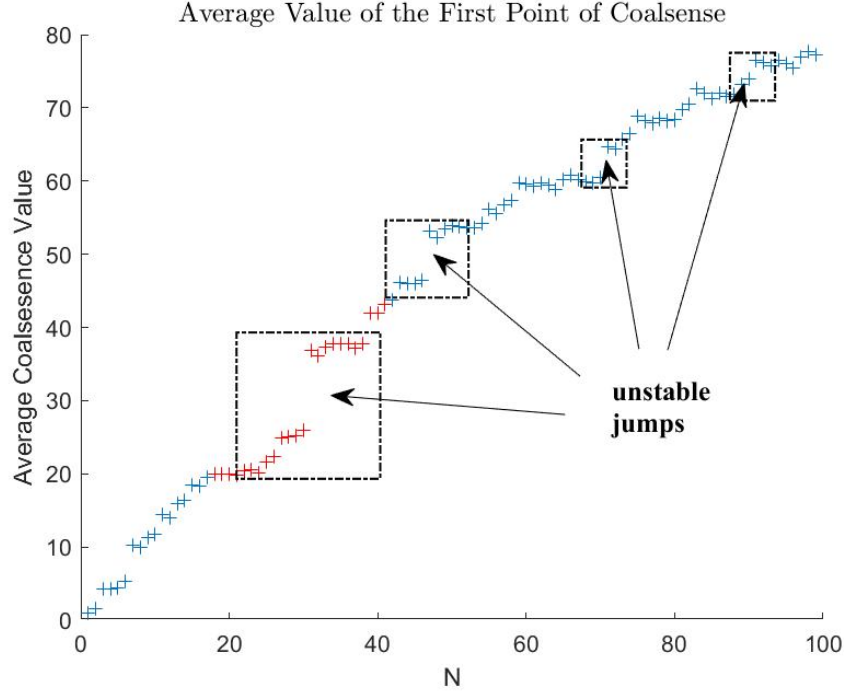 Average Value of the First Point of Coalsense
Average Coalsesence Value
80
70
60
50
40
30
20
10
0
unstable
jumps
0 20 40 60 80 100
N